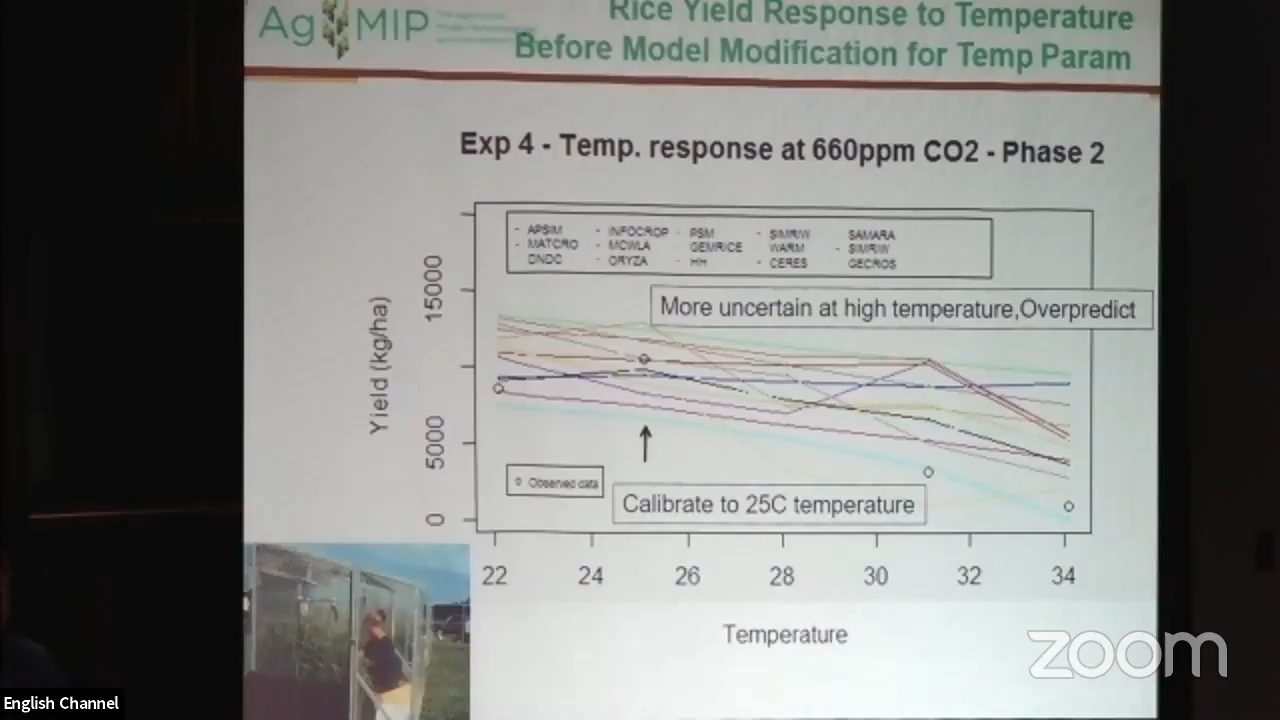 AgMIP
Rice Yield Response to Temperature
Before Model Modification for Temp Param
Exp 4 - Temp. response at 660ppm CO2 - Phase 2
- APSIM - INFOCROP - PSM - SIMRIW SAMARA
- MATCRO - MCWLA GEMRICE WARM - SIMRIW
DNDC - ORYZA - HH - CERES GECROS
More uncertain at high temperature,Overpredict
Yield (kg/ha)
15000
5000
0
Observed data
Calibrate to 25C temperature
22 24 26 28 30 32 34
Temperature
zoom
English Channel